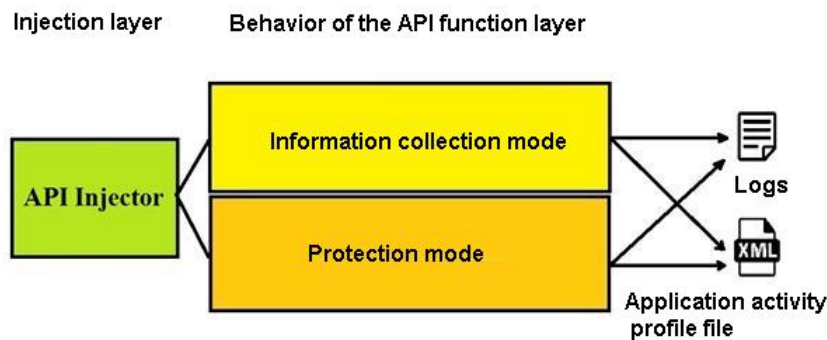 Injection layer
Behavior of the API function layer
Information collection mode
API Injector
Protection mode
Logs
XML
Application activity
profile file